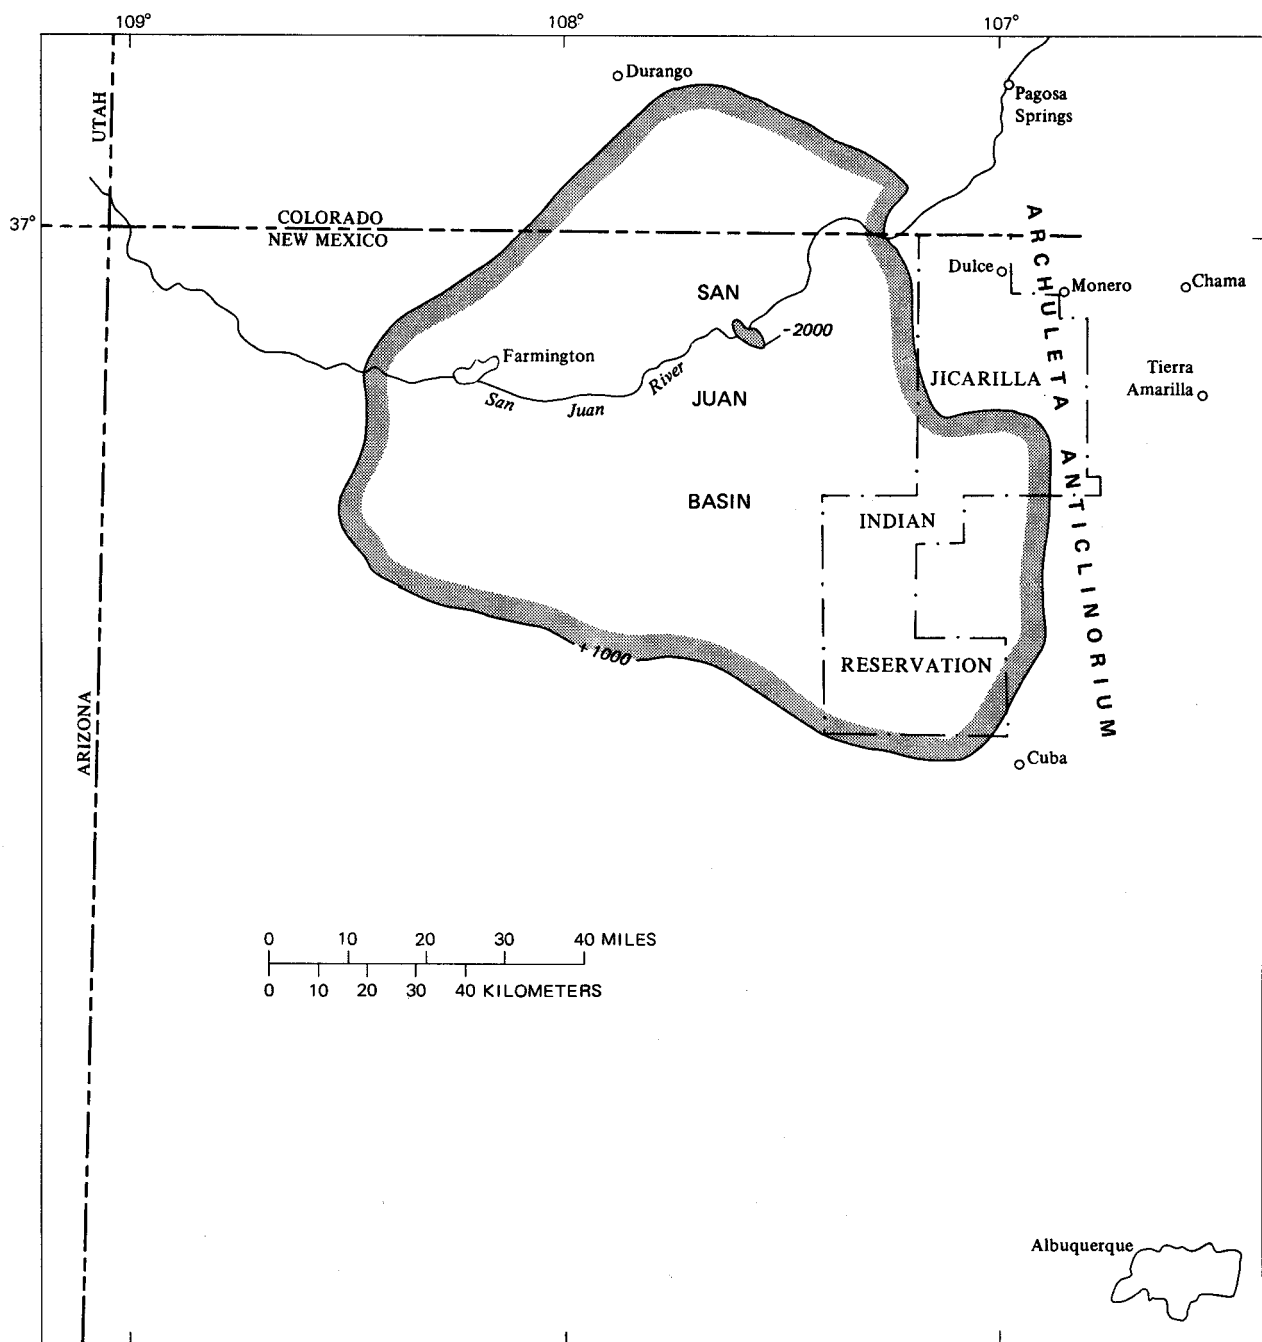 109°
108°
107°
Durango
Pagosa
Springs
UTAH
37°
COLORADO
NEW MEXICO
ARCHULETA ANTICLINORIUM
Dulce
Monero
Chama
SAN
-2000
Farmington
San Juan River
JUAN
JICARILLA
Tierra
Amarilla
BASIN
INDIAN
+1000
RESERVATION
ARIZONA
Cuba
0 10 20 30 40 MILES
0 10 20 30 40 KILOMETERS
Albuquerque